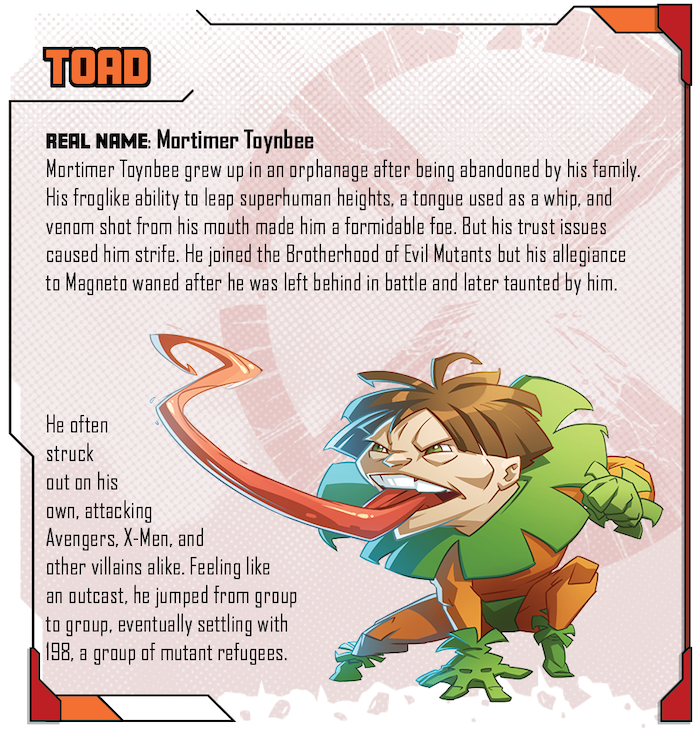 TOAD
REAL NAME: Mortimer Toynbee
Mortimer Toynbee grew up in an orphanage after being abandoned by his family.
His froglike ability to leap superhuman heights, a tongue used as a whip, and
venom shot from his mouth made him a formidable foe. But his trust issues
caused him strife. He joined the Brotherhood of Evil Mutants but his allegiance
to Magneto waned after he was left behind in battle and later taunted by him.
He often
struck
out on his
own, attacking
Avengers, X-Men, and
other villains alike. Feeling like
an outcast, he jumped from group
to group, eventually settling with
198, a group of mutant refugees.